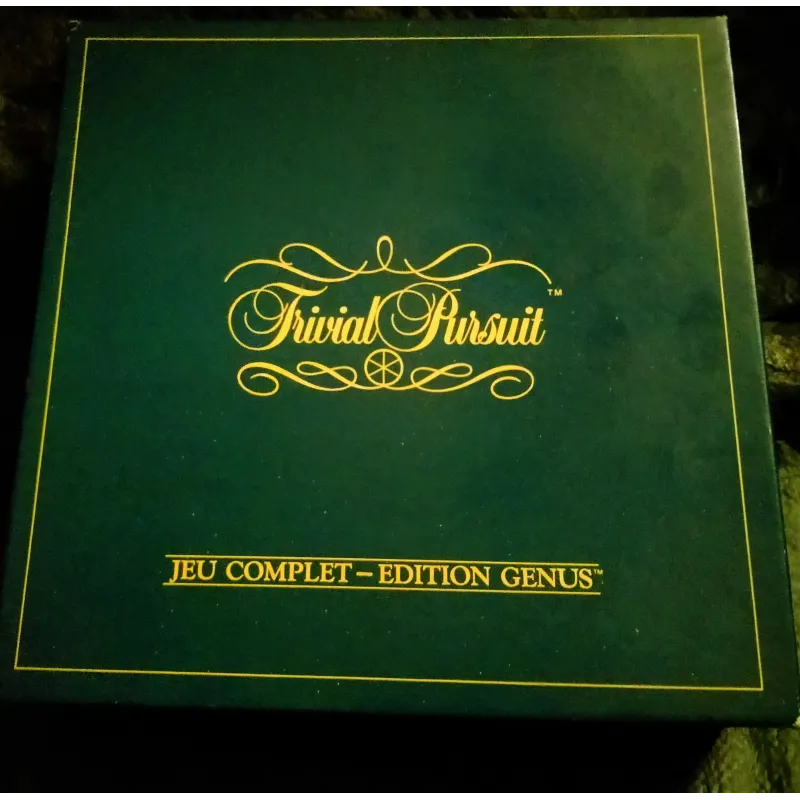 Trivial Pursuit™
JEU COMPLET – EDITION GENUS™